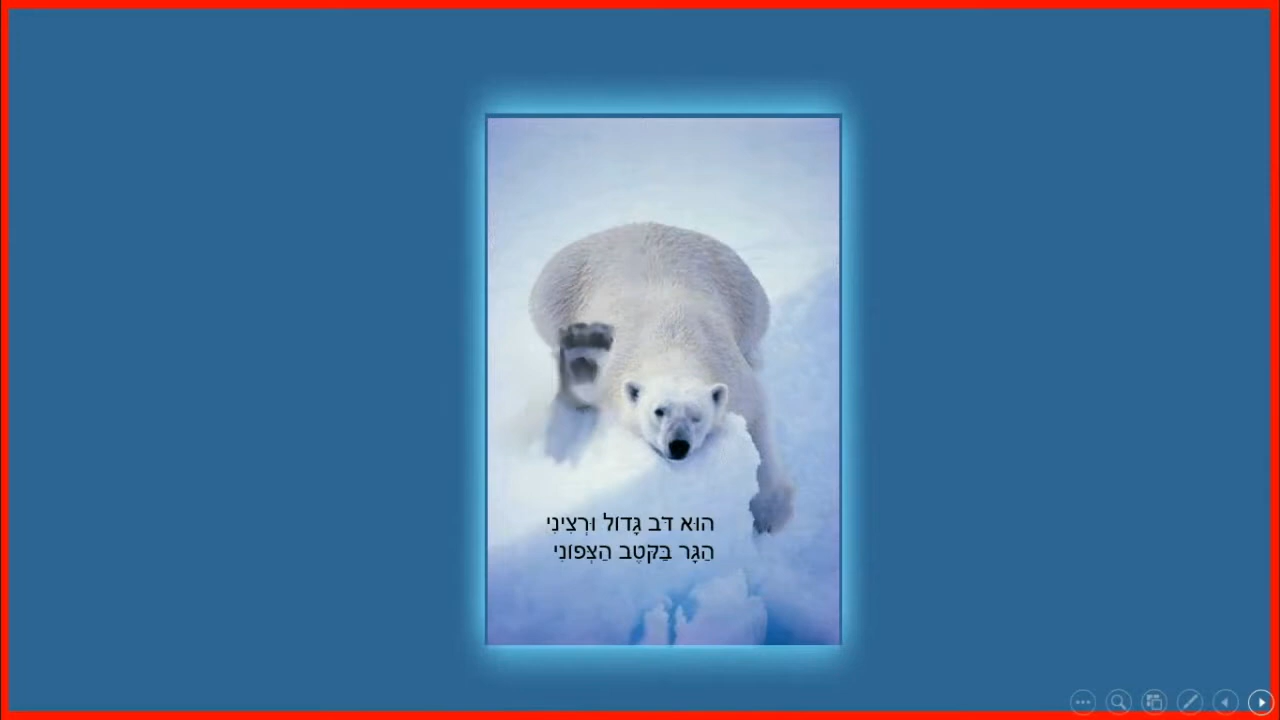 הוּא דֹּב גָּדוֹל וּרְצִינִי
הַגָּר בַּקֹּטֶב הַצְּפוֹנִי